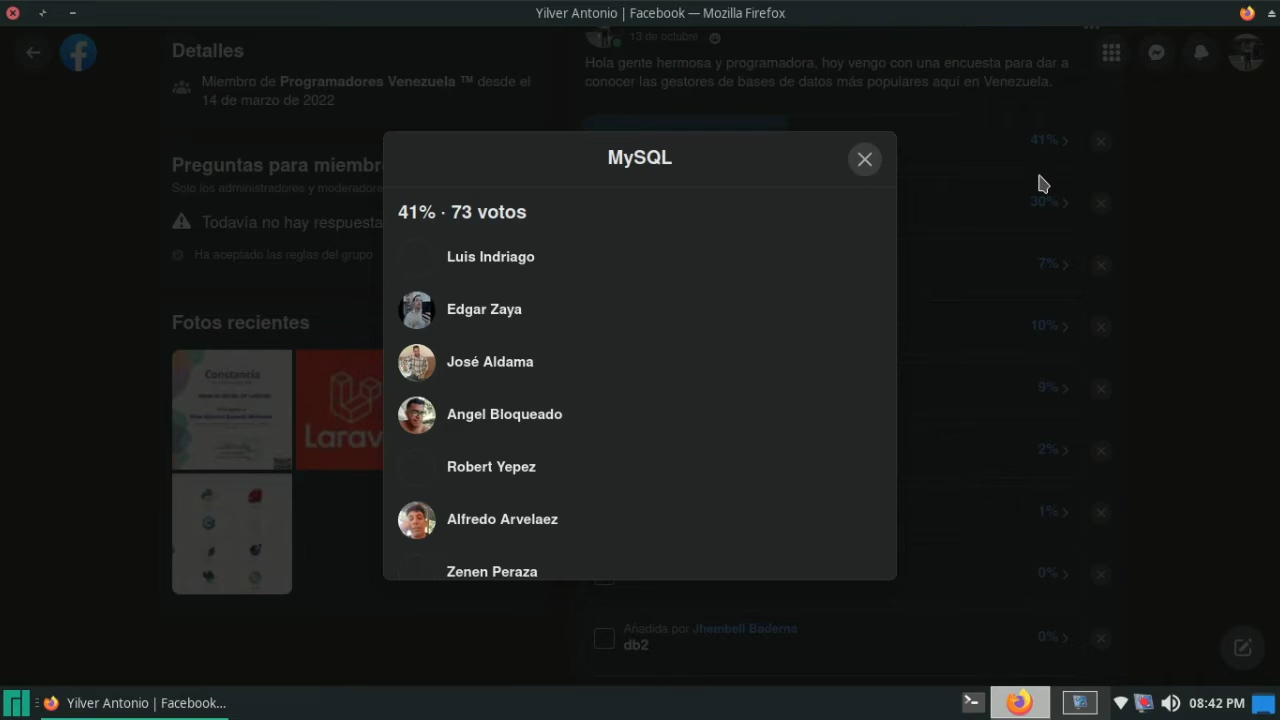 Yilver Antonio | Facebook — Mozilla Firefox
Detalles
Miembro de Programadores Venezuela ™ desde el
14 de marzo de 2022
Preguntas para miembr
Solo los administradores y moderadore
Todavía no hay respuesta
Ha aceptado las reglas del grupo
Fotos recientes
Constancia
Larav
13 de octubre
Hola gente hermosa y programadora, hoy vengo con una encuesta para dar a
conocer las gestores de bases de datos más populares aquí en Venezuela.
MySQL
41% · 73 votos
Luis Indriago
Edgar Zaya
José Aldama
Angel Bloqueado
Robert Yepez
Alfredo Arvelaez
Zenen Peraza
41%
30%
7%
10%
9%
2%
1%
0%
Añadida por Jhembell Baderna
db2
0%
Yilver Antonio | Facebook...
08:42 PM